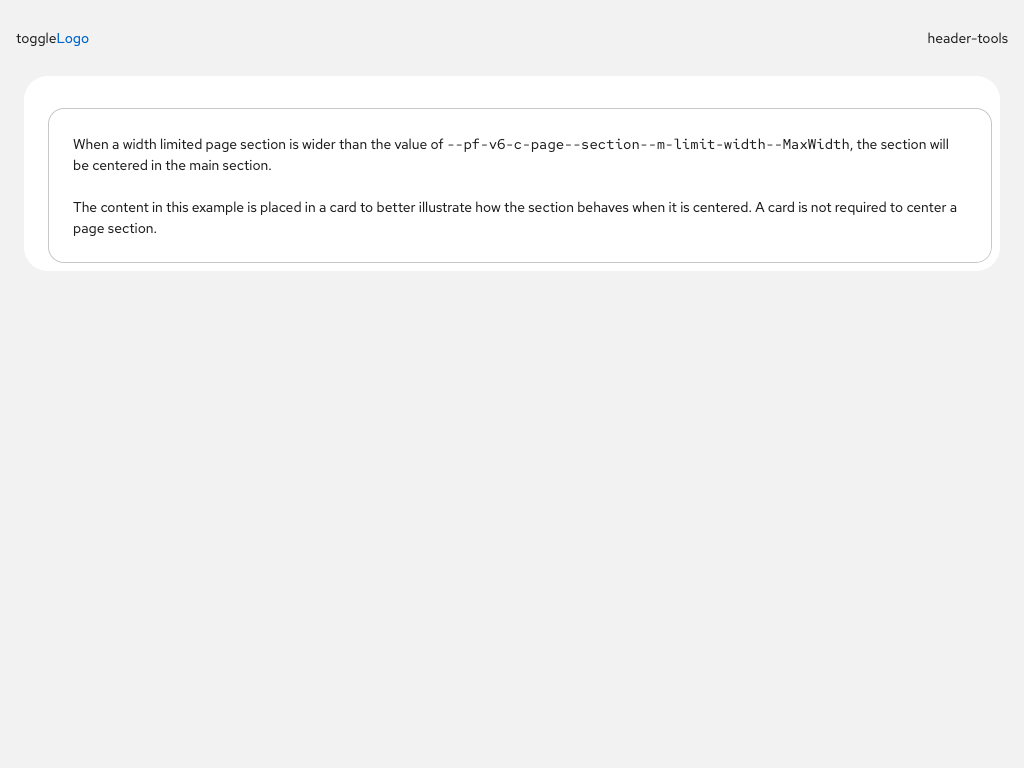 toggleLogo
header-tools
When a width limited page section is wider than the value of --pf-v6-c-page--section--m-limit-width--MaxWidth, the section will
be centered in the main section.
The content in this example is placed in a card to better illustrate how the section behaves when it is centered. A card is not required to center a
page section.